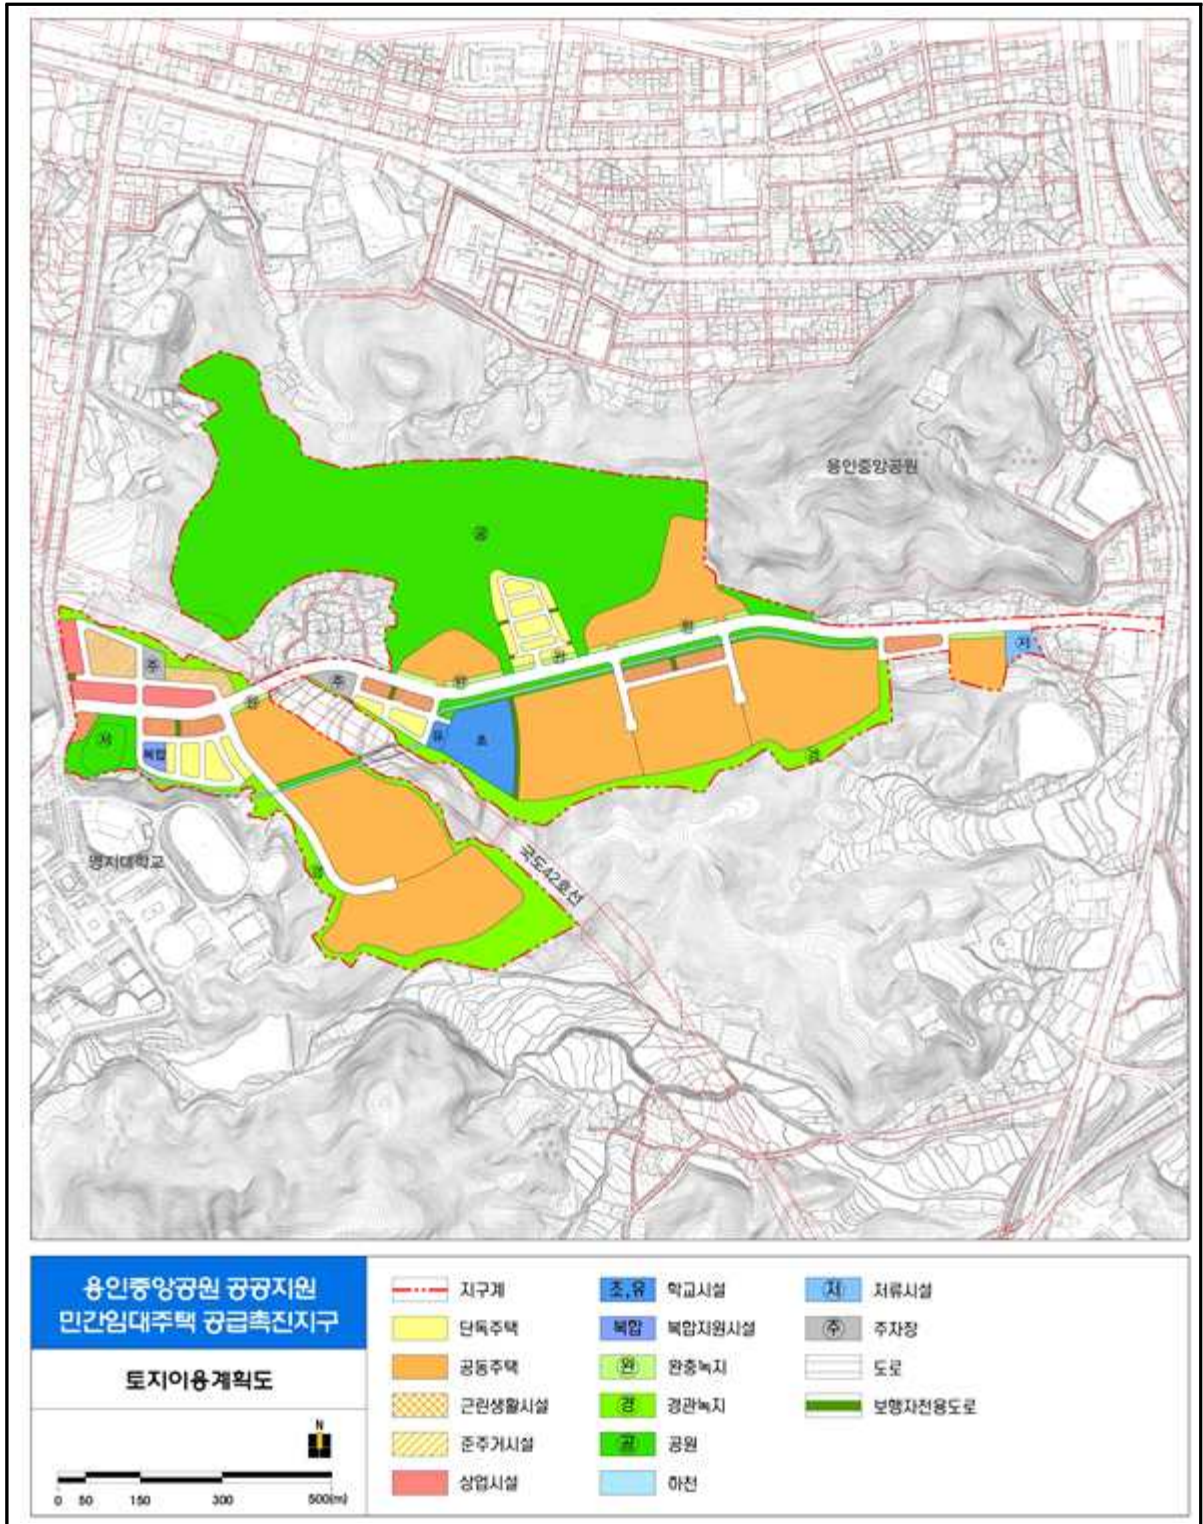 용인중앙공원
공
완
완
완
주
주
완
저
유
초
저
복합
경
경
명지대학교
국도42호선
용인중앙공원 공공지원
민간임대주택 공급촉진지구
토지이용계획도
N
0 50 150 300 500(m)
지구계
단독주택
공동주택
근린생활시설
준주거시설
상업시설
초,유 학교시설
복합 복합지원시설
완 완충녹지
경 경관녹지
공 공원
하천
저 저류시설
주 주차장
도로
보행자전용도로